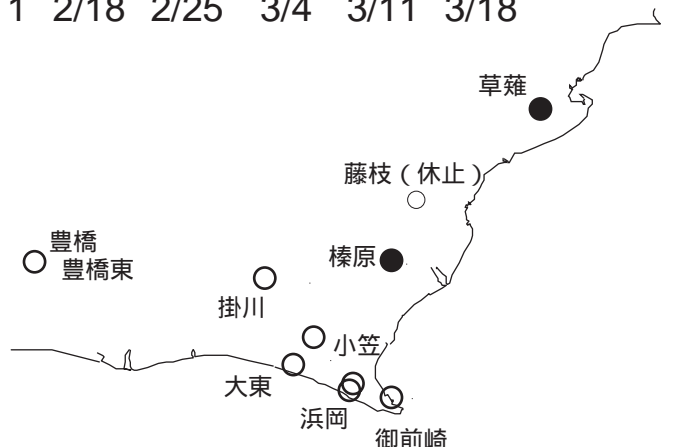 1 2/18 2/25 3/4 3/11 3/18
草薙
藤枝（休止）
豊橋
豊橋東
榛原
掛川
小笠
大東
浜岡
御前崎